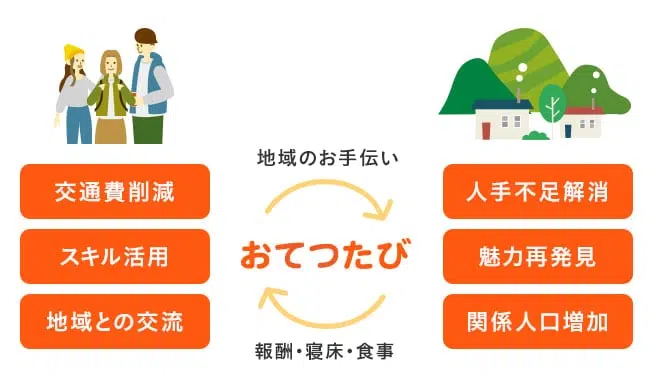 地域のお手伝い
交通費削減
スキル活用
地域との交流
おてつたび
人手不足解消
魅力再発見
関係人口増加
報酬・寝床・食事